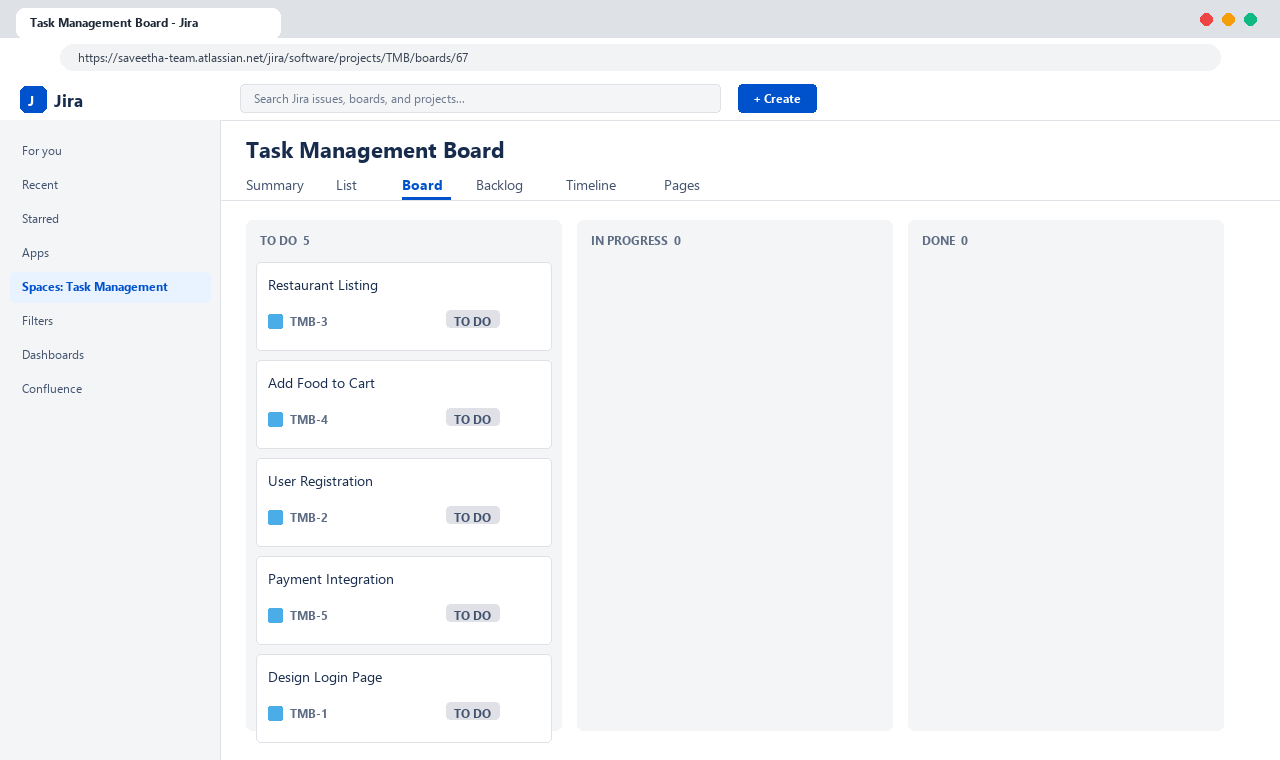 Task Management Board - Jira
https://saveetha-team.atlassian.net/jira/software/projects/TMB/boards/67
J Jira
Search Jira issues, boards, and projects...
+ Create
For you
Recent
Starred
Apps
Spaces: Task Management
Filters
Dashboards
Confluence
Task Management Board
Summary List Board Backlog Timeline Pages
TO DO 5
Restaurant Listing
TMB-3 TO DO
Add Food to Cart
TMB-4 TO DO
User Registration
TMB-2 TO DO
Payment Integration
TMB-5 TO DO
Design Login Page
TMB-1 TO DO
IN PROGRESS 0
DONE 0